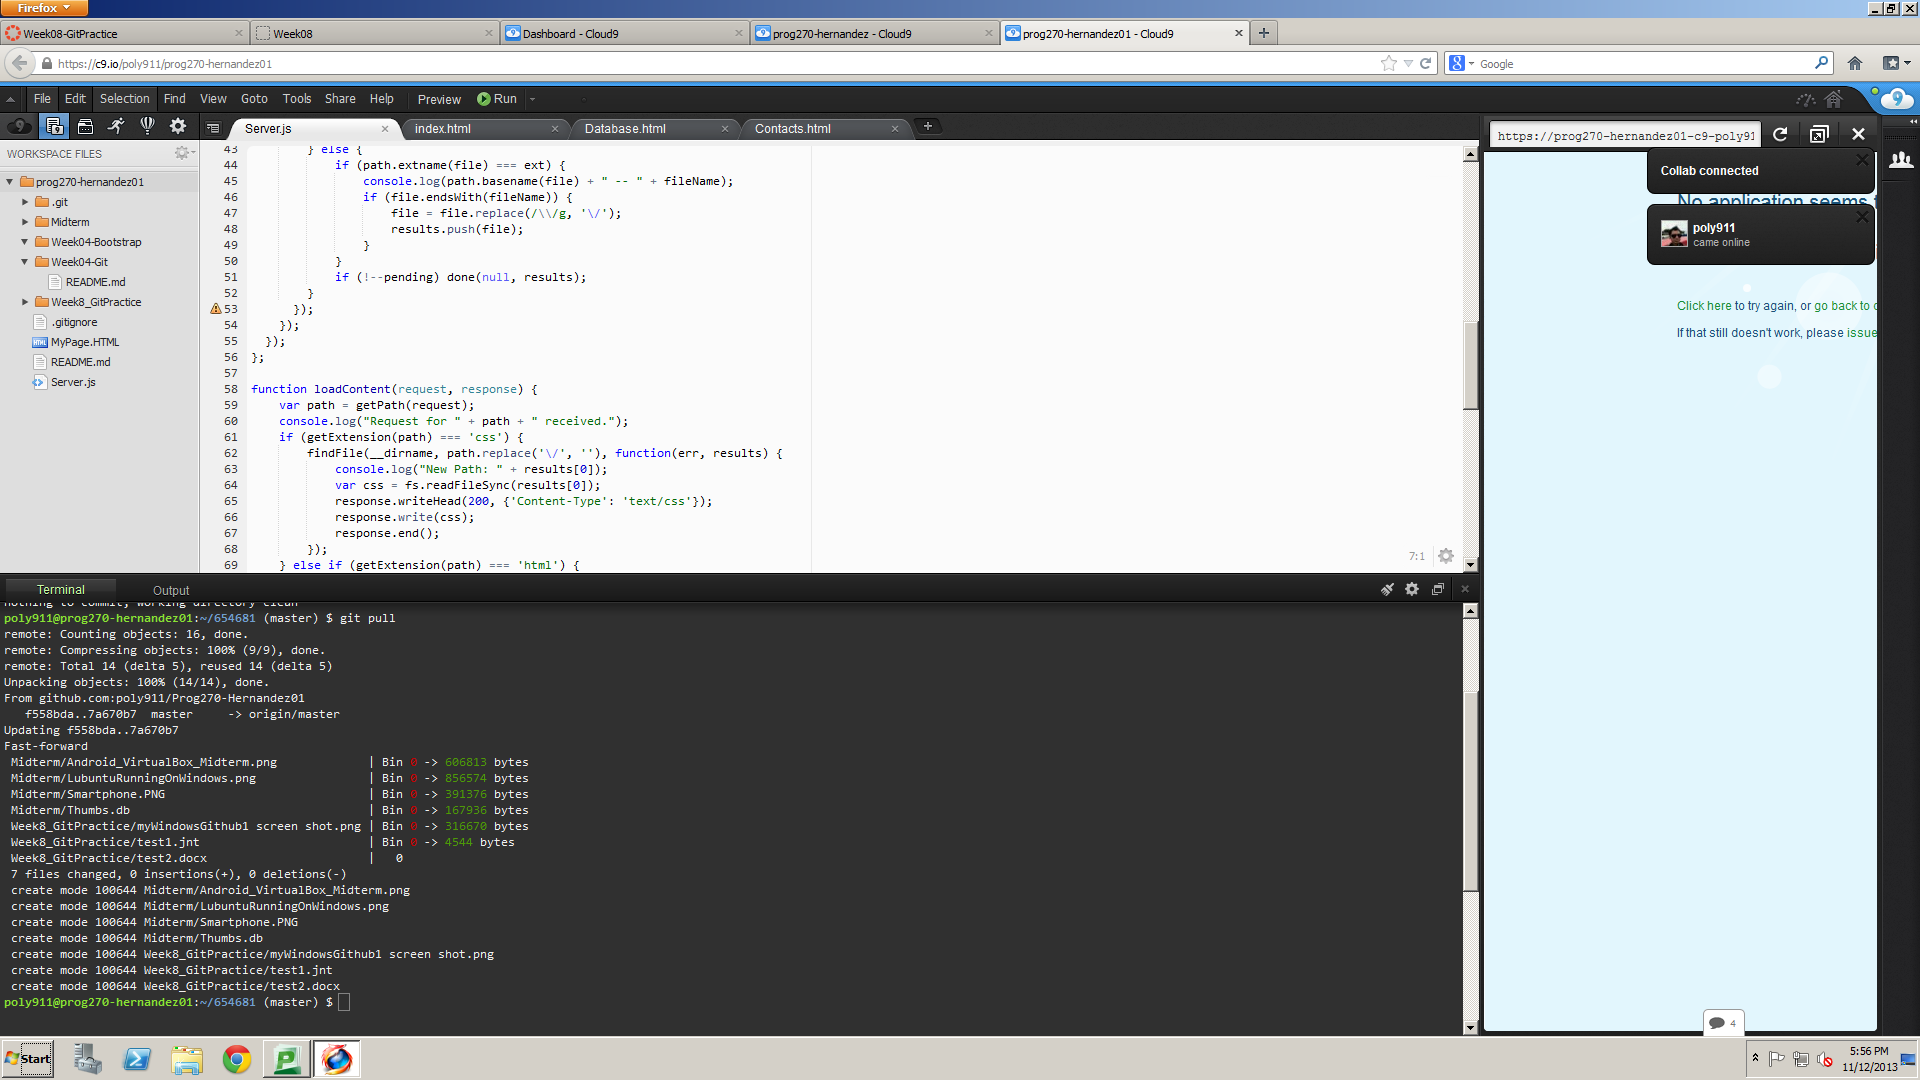 Firefox
Week08-GitPractice
Week08
Dashboard - Cloud9
prog270-hernandez - Cloud9
prog270-hernandez01 - Cloud9
https://c9.io/poly911/prog270-hernandez01
Google
File Edit Selection Find View Goto Tools Share Help Preview Run
Server.js
index.html
Database.html
Contacts.html
https://prog270-hernandez01-c9-poly91
WORKSPACE FILES
prog270-hernandez01
.git
Midterm
Week04-Bootstrap
Week04-Git
README.md
Week8_GitPractice
.gitignore
MyPage.HTML
README.md
Server.js
43 } else {
44 if (path.extname(file) === ext) {
45 console.log(path.basename(file) + " -- " + fileName);
46 if (file.endsWith(fileName)) {
47 file = file.replace(/\\/g, '\/');
48 results.push(file);
49 }
50 }
51 if (!--pending) done(null, results);
52 }
53 });
54 });
55 });
56 };
57
58 function loadContent(request, response) {
59 var path = getPath(request);
60 console.log("Request for " + path + " received.");
61 if (getExtension(path) === 'css') {
62 findFile(__dirname, path.replace('\/', ''), function(err, results) {
63 console.log("New Path: " + results[0]);
64 var css = fs.readFileSync(results[0]);
65 response.writeHead(200, {'Content-Type': 'text/css'});
66 response.write(css);
67 response.end();
68 });
69 } else if (getExtension(path) === 'html') {
7:1
Collab connected
No application seems t
poly911
came online
Click here to try again, or go back to c
If that still doesn't work, please issue
4
Terminal
Output
nothing to commit, working directory clean
poly911@prog270-hernandez01:~/654681 (master) $ git pull
remote: Counting objects: 16, done.
remote: Compressing objects: 100% (9/9), done.
remote: Total 14 (delta 5), reused 14 (delta 5)
Unpacking objects: 100% (14/14), done.
From github.com:poly911/Prog270-Hernandez01
f558bda..7a670b7 master -> origin/master
Updating f558bda..7a670b7
Fast-forward
Midterm/Android_VirtualBox_Midterm.png | Bin 0 -> 606813 bytes
Midterm/LubuntuRunningOnWindows.png | Bin 0 -> 856574 bytes
Midterm/Smartphone.PNG | Bin 0 -> 391376 bytes
Midterm/Thumbs.db | Bin 0 -> 167936 bytes
Week8_GitPractice/myWindowsGithub1 screen shot.png | Bin 0 -> 316670 bytes
Week8_GitPractice/test1.jnt | Bin 0 -> 4544 bytes
Week8_GitPractice/test2.docx | 0
7 files changed, 0 insertions(+), 0 deletions(-)
create mode 100644 Midterm/Android_VirtualBox_Midterm.png
create mode 100644 Midterm/LubuntuRunningOnWindows.png
create mode 100644 Midterm/Smartphone.PNG
create mode 100644 Midterm/Thumbs.db
create mode 100644 Week8_GitPractice/myWindowsGithub1 screen shot.png
create mode 100644 Week8_GitPractice/test1.jnt
create mode 100644 Week8_GitPractice/test2.docx
poly911@prog270-hernandez01:~/654681 (master) $
Start
5:56 PM
11/12/2013